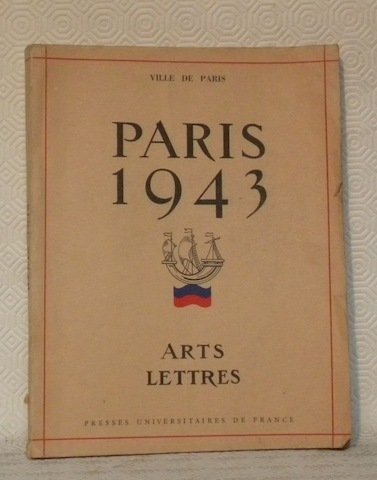 VILLE DE PARIS
PARIS
1943
ARTS
LETTRES
PRESSES UNIVERSITAIRES DE FRANCE